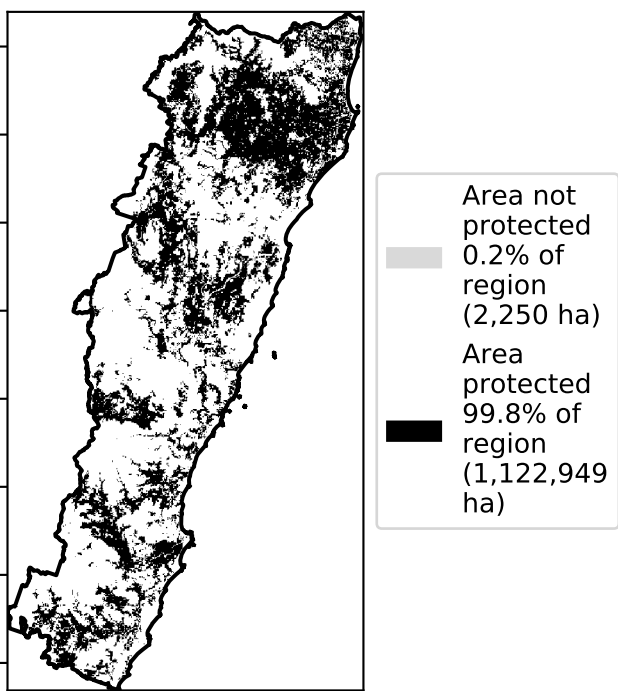 Area not
protected
0.2% of
region
(2,250 ha)
Area
protected
99.8% of
region
(1,122,949
ha)